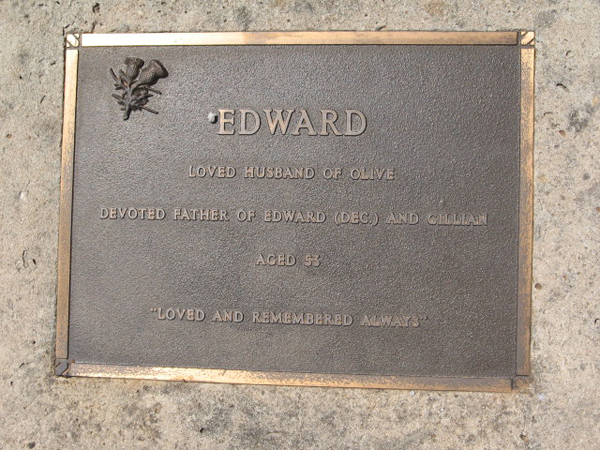 EDWARD
LOVED HUSBAND OF OLIVE
DEVOTED FATHER OF EDWARD (DEC.) AND GILLIAN
AGED 53
"LOVED AND REMEMBERED ALWAYS"